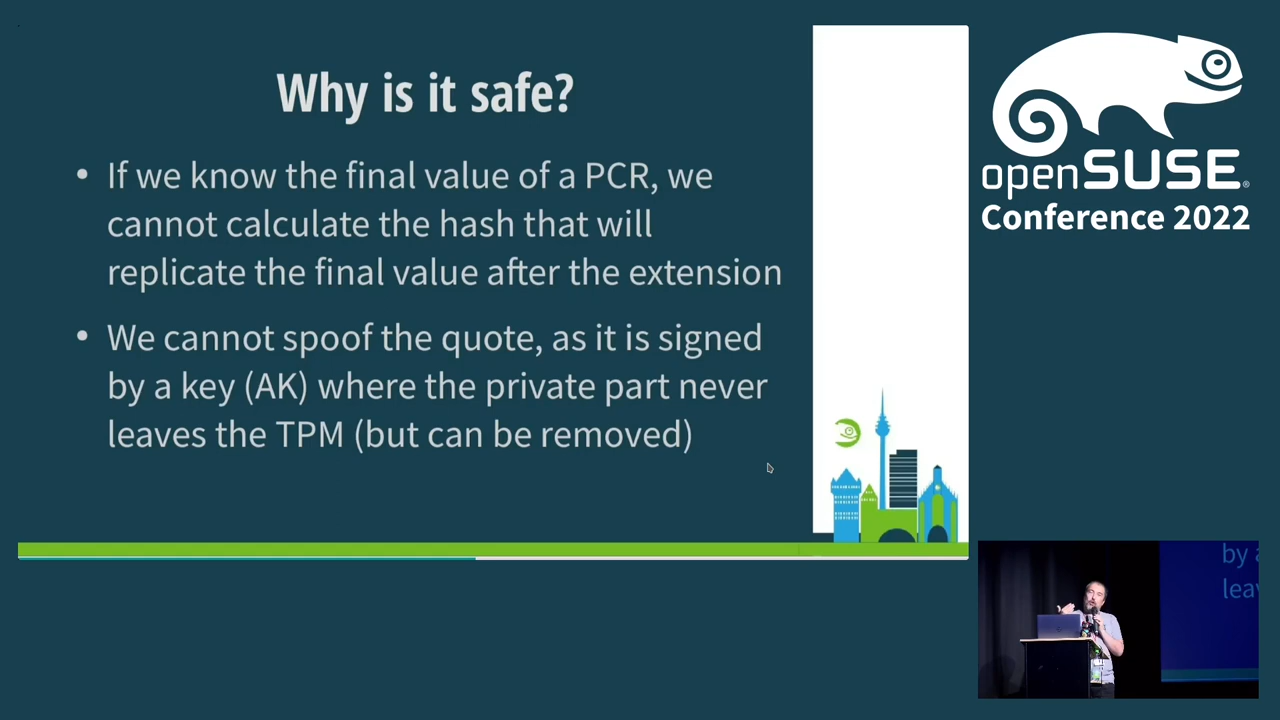 Why is it safe?
• If we know the final value of a PCR, we
cannot calculate the hash that will
replicate the final value after the extension
• We cannot spoof the quote, as it is signed
by a key (AK) where the private part never
leaves the TPM (but can be removed)
openSUSE®
Conference 2022
by a
leav